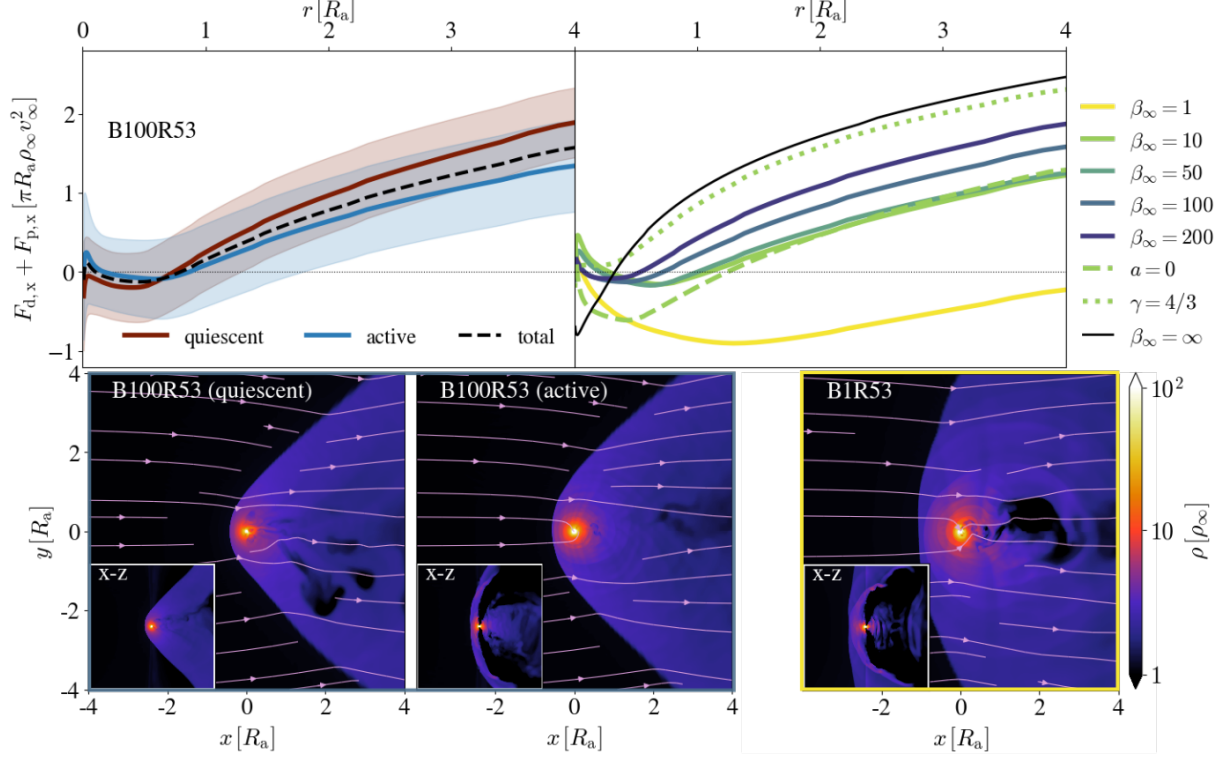 r [R_a] r [R_a]
0 1 2 3 4 1 2 3 4
F_{d,x} + F_{p,x} [πR_a ρ_∞ v_∞^2]
2
1
0
−1
B100R53
quiescent active total
β_∞ = 1
β_∞ = 10
β_∞ = 50
β_∞ = 100
β_∞ = 200
a = 0
γ = 4/3
β_∞ = ∞
B100R53 (quiescent) B100R53 (active) B1R53
y [R_a]
4
2
0
-2
-4
x-z x-z x-z
-4 -2 0 2 4 -2 0 2 4 -2 0 2 4
x [R_a] x [R_a] x [R_a]
10^2
10
1
ρ [ρ_∞]